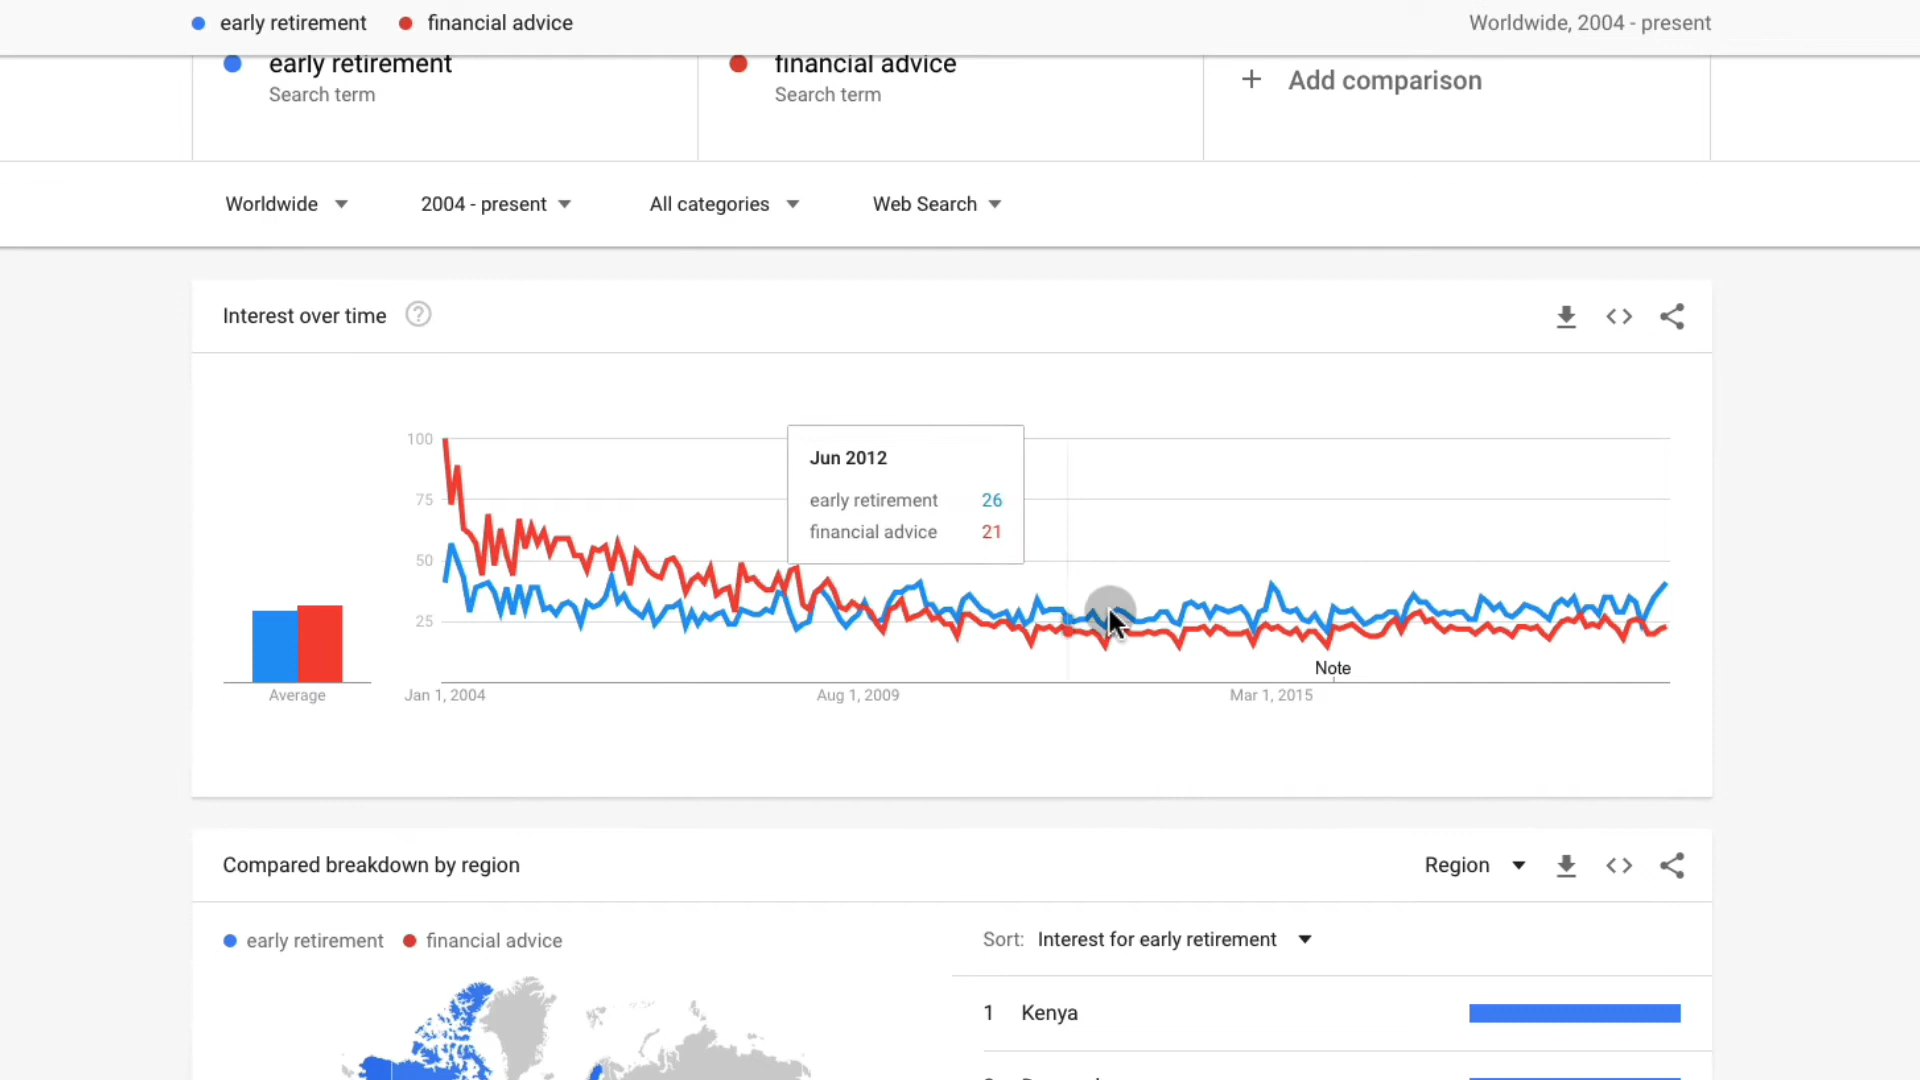 early retirement financial advice Worldwide, 2004 - present
early retirement financial advice
Search term Search term
+ Add comparison
Worldwide 2004 - present All categories Web Search
Interest over time ?
100
75
50
25
Jun 2012
early retirement 26
financial advice 21
Note
Average Jan 1, 2004 Aug 1, 2009 Mar 1, 2015
Compared breakdown by region Region
early retirement financial advice
Sort: Interest for early retirement
1 Kenya